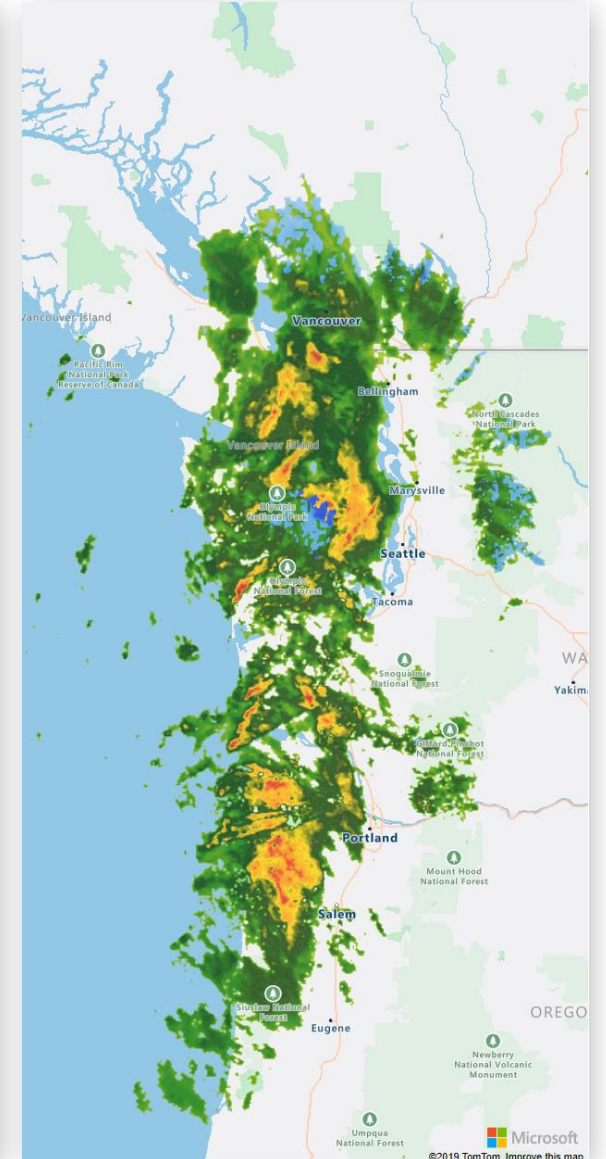 Vancouver
Vancouver Island
Pacific Rim
National Park
Reserve of Canada
Bellingham
North Cascades
National Park
Vancouver Island
Marysville
Olympic
National Park
Seattle
Olympic
National Forest
Tacoma
WA
Snoqualmie
National Forest
Yakim
Giffard Pinchot
National Forest
Portland
Mount Hood
National Forest
Salem
Siuslaw National
Forest
OREGO
Eugene
Newberry
National Volcanic
Monument
Umpqua
National Forest
Microsoft
©2019 TomTom, Improve this map